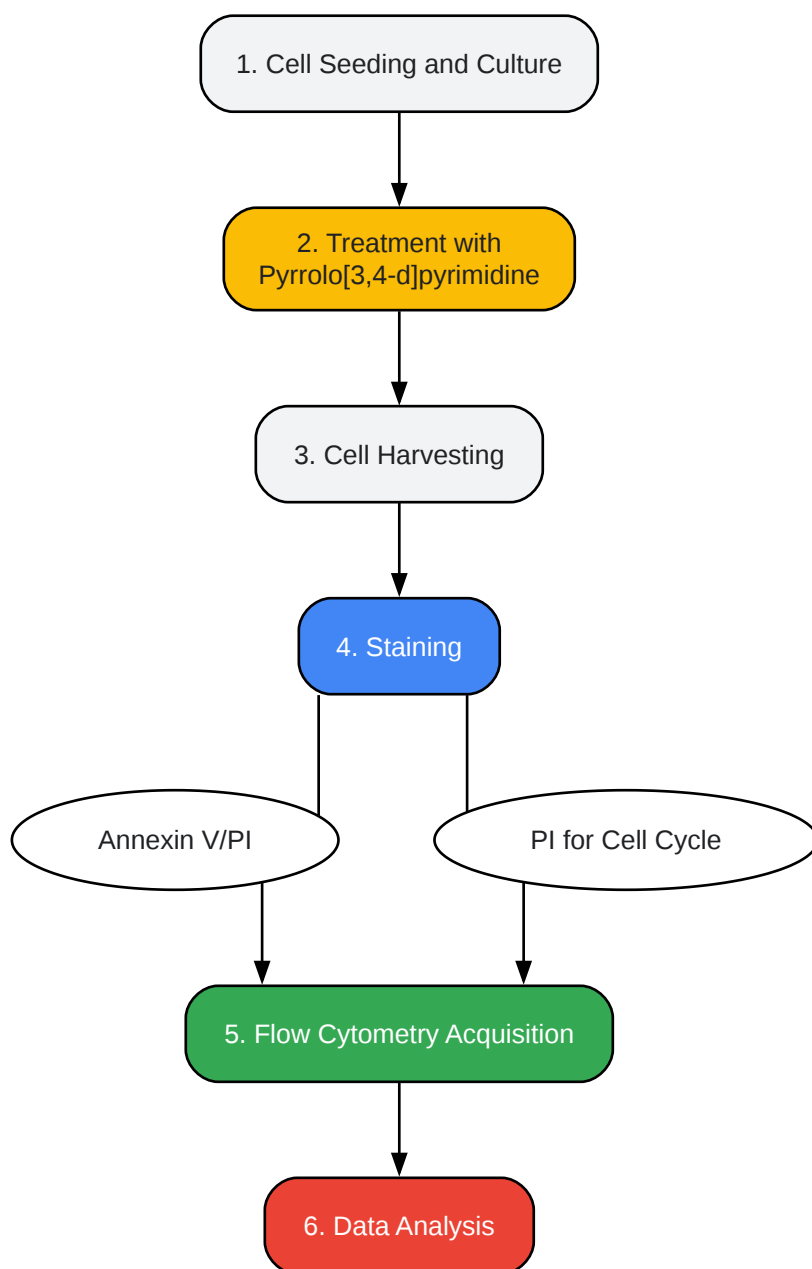 1. Cell Seeding and Culture
2. Treatment with
Pyrrolo[3,4-d]pyrimidine
3. Cell Harvesting
4. Staining
Annexin V/PI
PI for Cell Cycle
5. Flow Cytometry Acquisition
6. Data Analysis